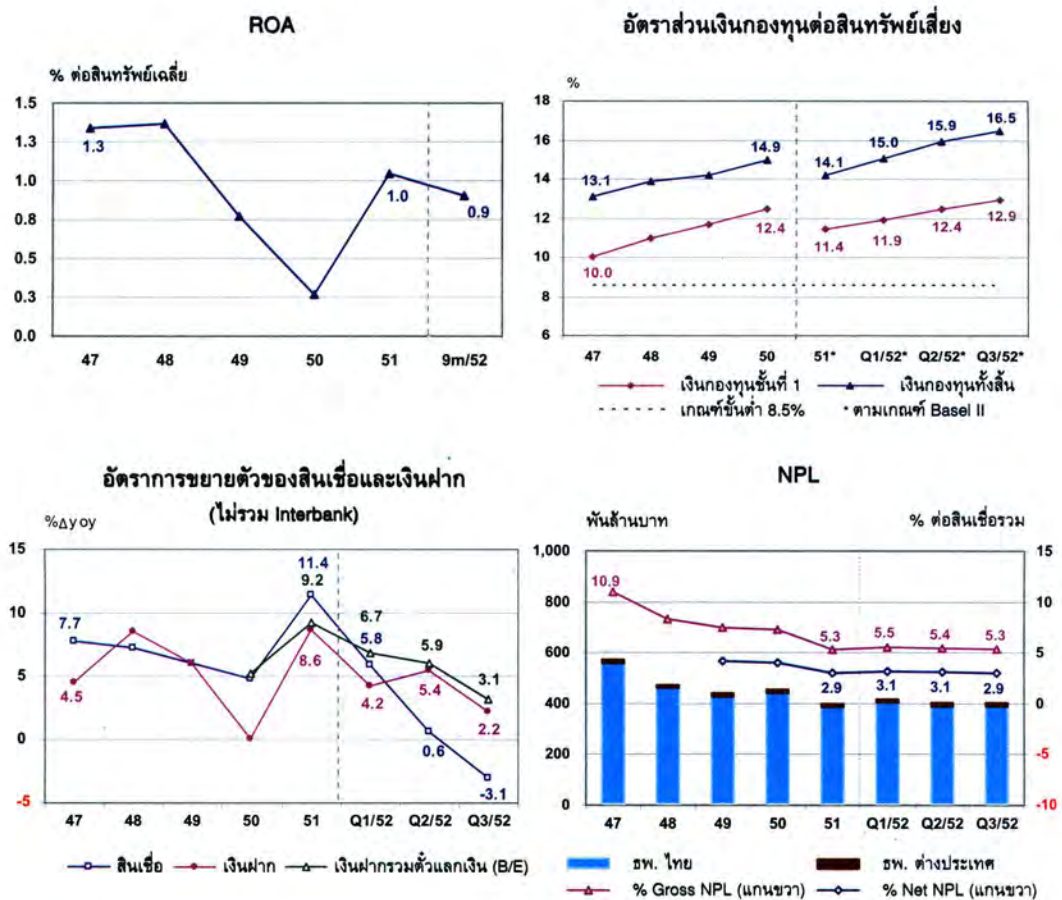 ROA
% ต่อสินทรัพย์เฉลี่ย
1.5
1.3
1.0
0.8
0.5
0.3
0.0
1.3
1.0
0.9
47 48 49 50 51 9m/52
อัตราส่วนเงินกองทุนต่อสินทรัพย์เสี่ยง
%
18
16
14
12
10
8
6
13.1 14.9 14.1 15.0 15.9 16.5
10.0 12.4 11.4 11.9 12.4 12.9
47 48 49 50 51* Q1/52* Q2/52* Q3/52*
เงินกองทุนชั้นที่ 1 เงินกองทุนทั้งสิ้น
เกณฑ์ขั้นต่ำ 8.5% * ตามเกณฑ์ Basel II
อัตราการขยายตัวของสินเชื่อและเงินฝาก
(ไม่รวม Interbank)
%Δyoy
15
10
5
0
-5
7.7 11.4 5.8 0.6 -3.1
9.2 6.7 5.9 3.1
4.5 8.6 4.2 5.4 2.2
47 48 49 50 51 Q1/52 Q2/52 Q3/52
สินเชื่อ เงินฝาก เงินฝากรวมตั๋วแลกเงิน (B/E)
NPL
พันล้านบาท % ต่อสินเชื่อรวม
1,000 15
800 10
600 5
400 0
200 -5
0 -10
10.9 5.3 5.5 5.4 5.3
2.9 3.1 3.1 2.9
47 48 49 50 51 Q1/52 Q2/52 Q3/52
ธพ. ไทย ธพ. ต่างประเทศ
% Gross NPL (แกนขวา) % Net NPL (แกนขวา)